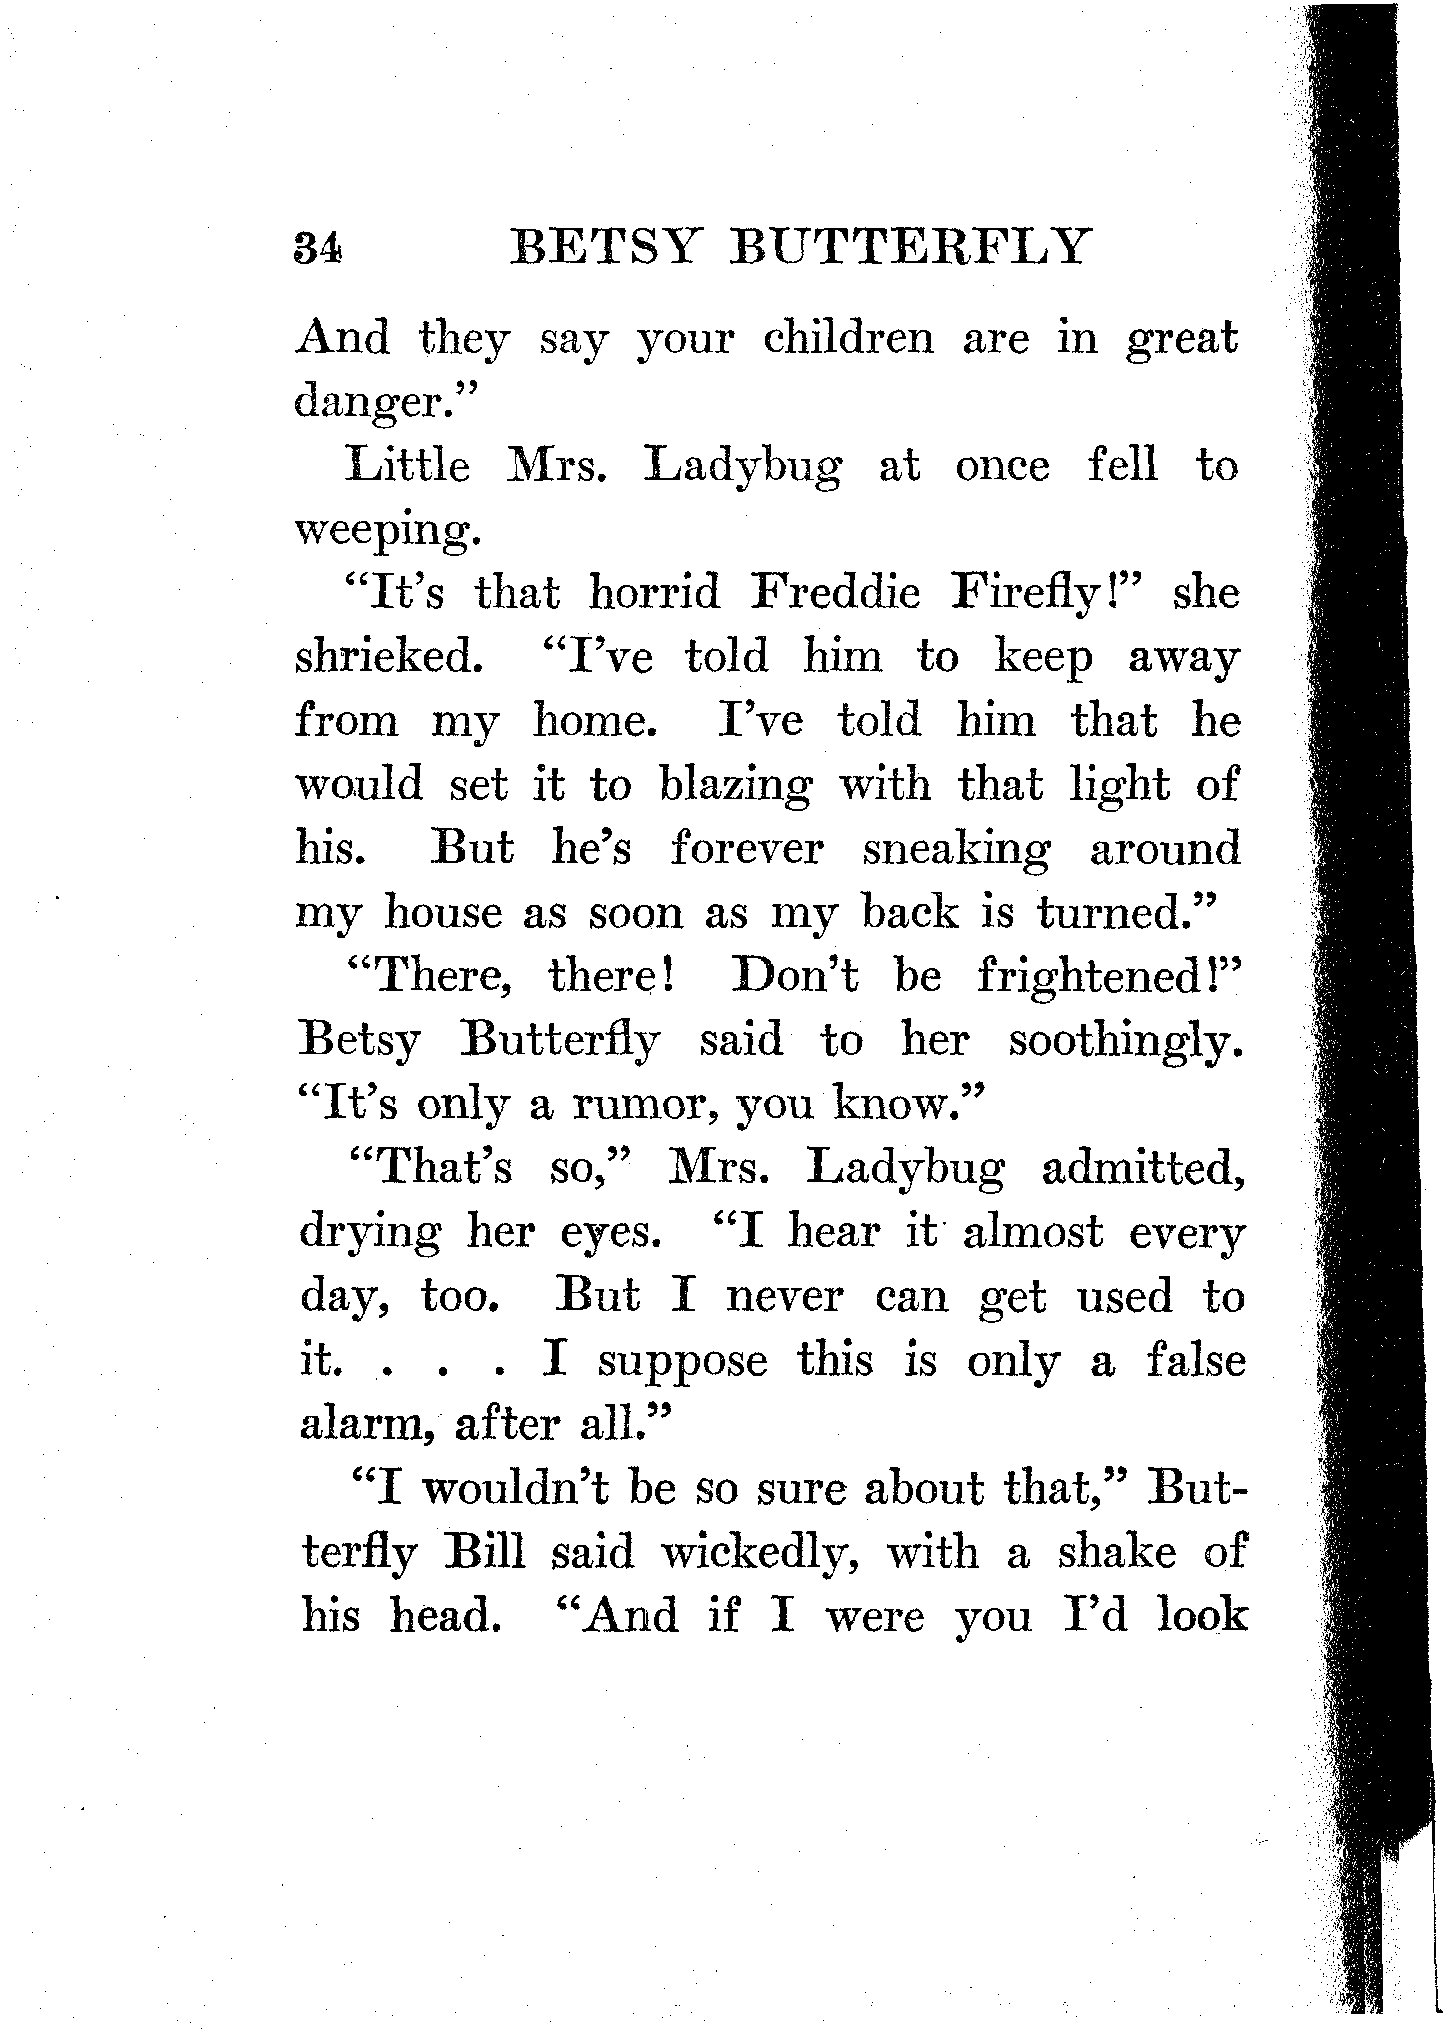 34 BETSY BUTTERFLY
And they say your children are in great
danger."
Little Mrs. Ladybug at once fell to
weeping.
"It's that horrid Freddie Firefly!" she
shrieked. "I've told him to keep away
from my home. I've told him that he
would set it to blazing with that light of
his. But he's forever sneaking around
my house as soon as my back is turned."
"There, there! Don't be frightened!"
Betsy Butterfly said to her soothingly.
"It's only a rumor, you know."
"That's so," Mrs. Ladybug admitted,
drying her eyes. "I hear it almost every
day, too. But I never can get used to
it. . . . I suppose this is only a false
alarm, after all."
"I wouldn't be so sure about that," But-
terfly Bill said wickedly, with a shake of
his head. "And if I were you I'd look